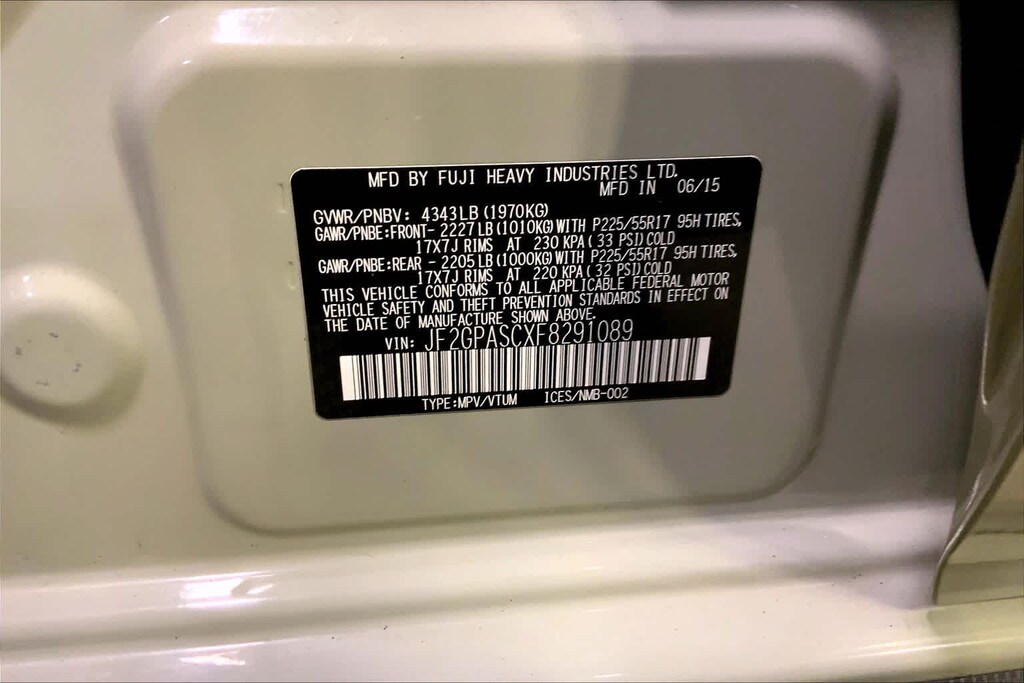 MFD BY FUJI HEAVY INDUSTRIES LTD.
MFD IN 06/15
GVWR/PNBV: 4343LB (1970KG)
GAWR/PNBE:FRONT- 2227LB (1010KG) WITH P225/55R17 95H TIRES,
17X7J RIMS AT 230 KPA ( 33 PSI) COLD
GAWR/PNBE:REAR - 2205LB (1000KG) WITH P225/55R17 95H TIRES,
17X7J RIMS AT 220 KPA ( 32 PSI) COLD
THIS VEHICLE CONFORMS TO ALL APPLICABLE FEDERAL MOTOR
VEHICLE SAFETY AND THEFT PREVENTION STANDARDS IN EFFECT ON
THE DATE OF MANUFACTURE SHOWN ABOVE.
VIN: JF2GPASCXF8291089
TYPE:MPV/VTUM ICES/NMB-002